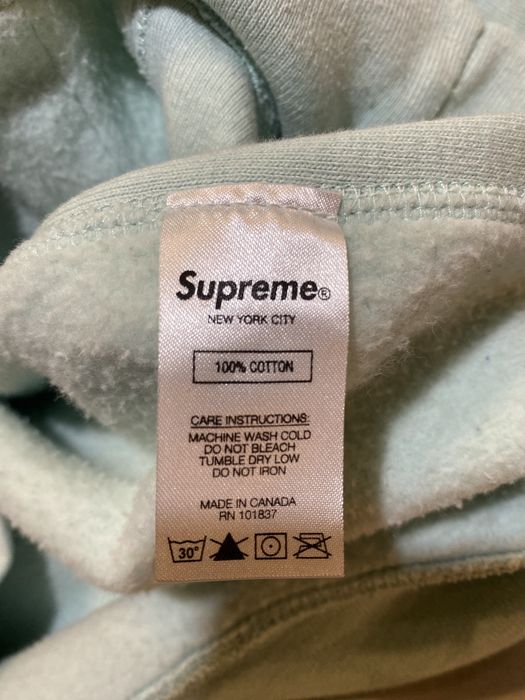 Supreme®
NEW YORK CITY
100% COTTON
CARE INSTRUCTIONS:
MACHINE WASH COLD
DO NOT BLEACH
TUMBLE DRY LOW
DO NOT IRON
MADE IN CANADA
RN 101837
30°